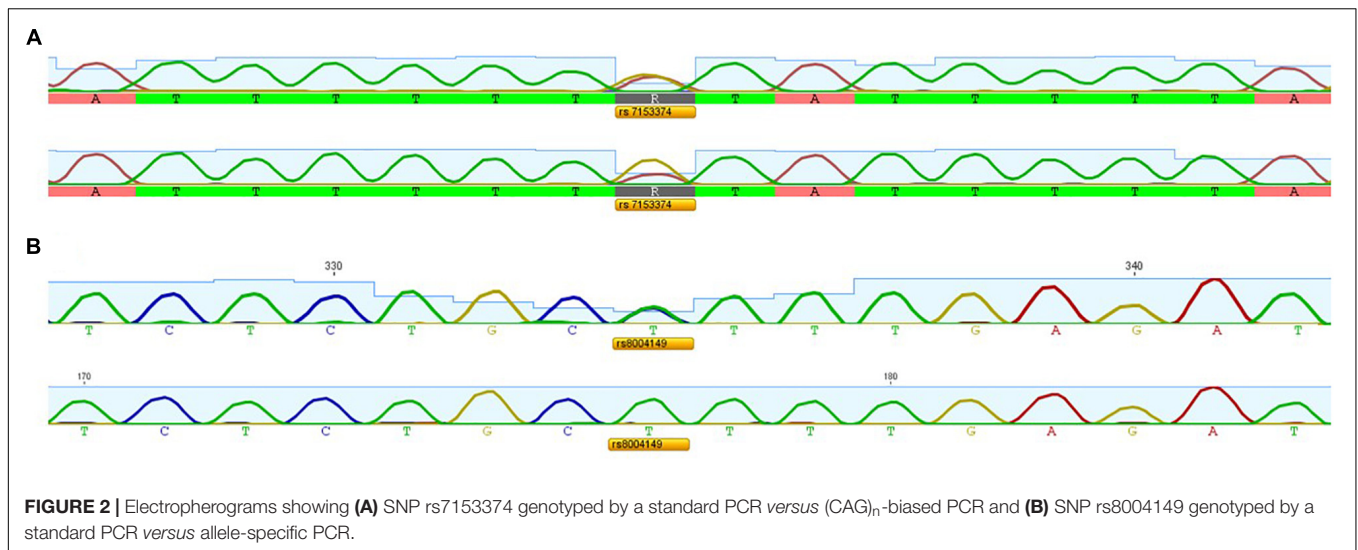 A
A T T T T T T R T A T T T T T A
rs 7153374
A T T T T T T R T A T T T T T A
rs 7153374
B
330 340
T C T C T G C T T T T G A G A T
rs8004149
170 180
T C T C T G C T T T T G A G A T
rs8004149
FIGURE 2 | Electropherograms showing (A) SNP rs7153374 genotyped by a standard PCR versus (CAG)n-biased PCR and (B) SNP rs8004149 genotyped by a
standard PCR versus allele-specific PCR.